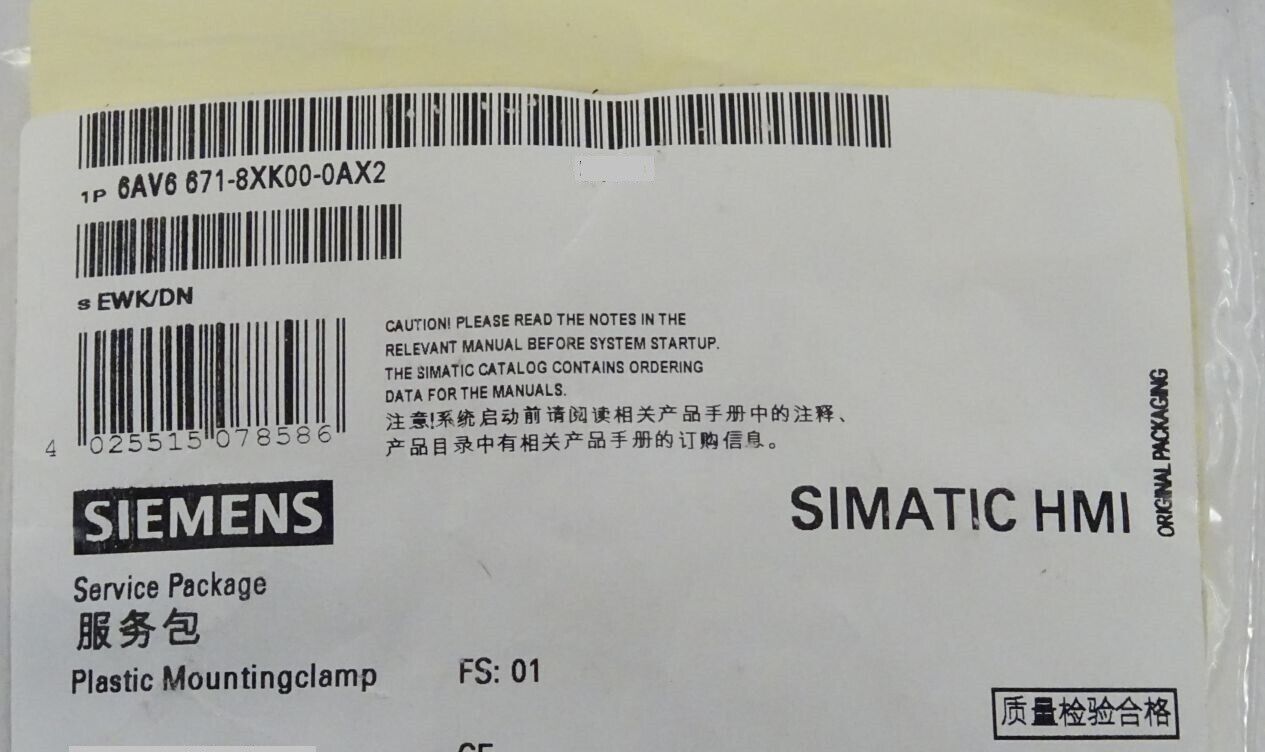 1P 6AV6 671-8XK00-0AX2
S EWK/DN
CAUTION! PLEASE READ THE NOTES IN THE
RELEVANT MANUAL BEFORE SYSTEM STARTUP.
THE SIMATIC CATALOG CONTAINS ORDERING
DATA FOR THE MANUALS.
注意!系统启动前请阅读相关产品手册中的注释、
产品目录中有相关产品手册的订购信息。
4 025515 078586
SIEMENS
SIMATIC HMI
ORIGINAL PACKAGING
Service Package
服务包
Plastic Mountingclamp FS: 01
质量检验合格